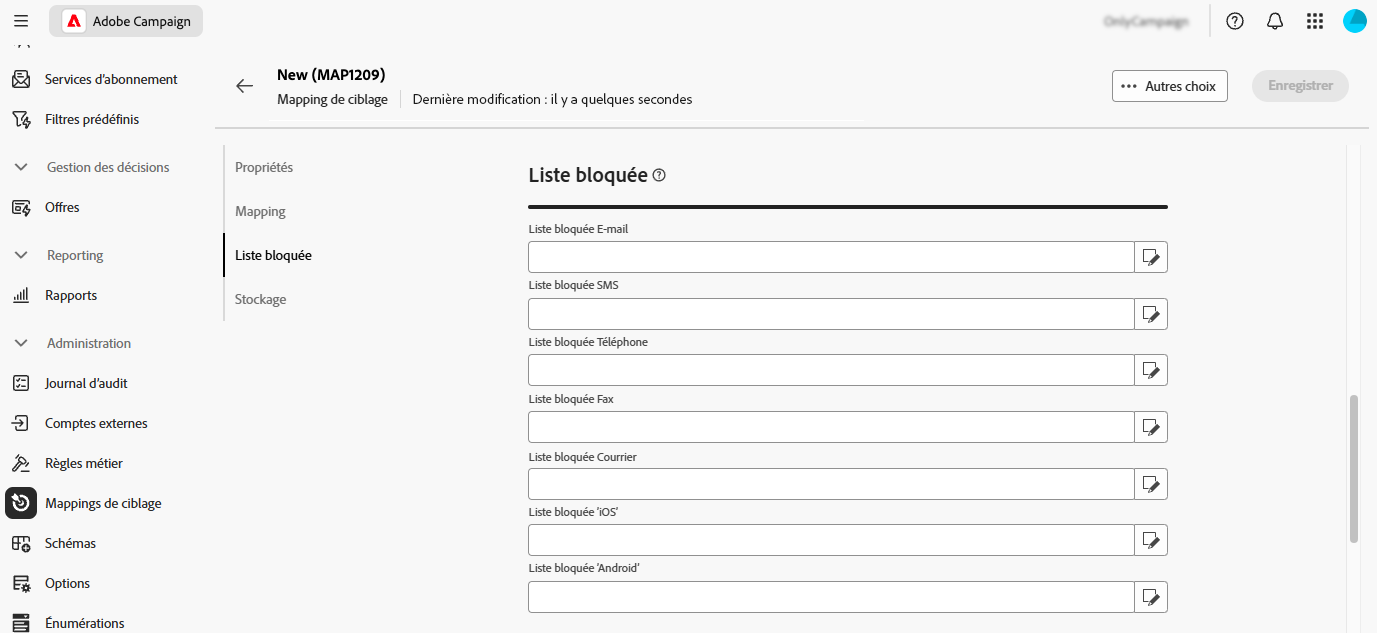 Adobe Campaign
OnlyCampaign
Services d'abonnement
Filtres prédéfinis
Gestion des décisions
Offres
Reporting
Rapports
Administration
Journal d'audit
Comptes externes
Règles métier
Mappings de ciblage
Schémas
Options
Énumérations
New (MAP1209)
Mapping de ciblage
Dernière modification : il y a quelques secondes
Autres choix
Enregistrer
Propriétés
Mapping
Liste bloquée
Stockage
Liste bloquée
Liste bloquée E-mail
Liste bloquée SMS
Liste bloquée Téléphone
Liste bloquée Fax
Liste bloquée Courrier
Liste bloquée 'iOS'
Liste bloquée 'Android'